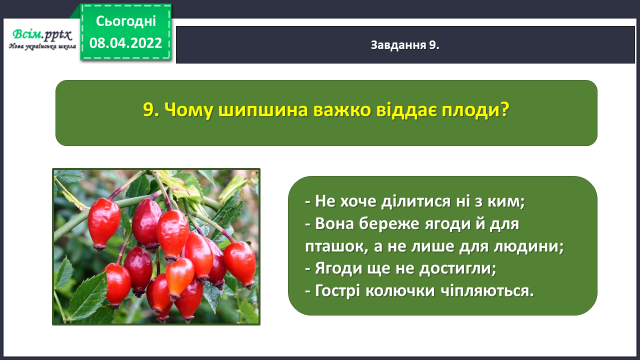 Всім.pptx
Нова українська школа
Сьогодні
08.04.2022
Завдання 9.
9. Чому шипшина важко віддає плоди?
- Не хоче ділитися ні з ким;
- Вона береже ягоди й для
пташок, а не лише для людини;
- Ягоди ще не достигли;
- Гострі колючки чіпляються.